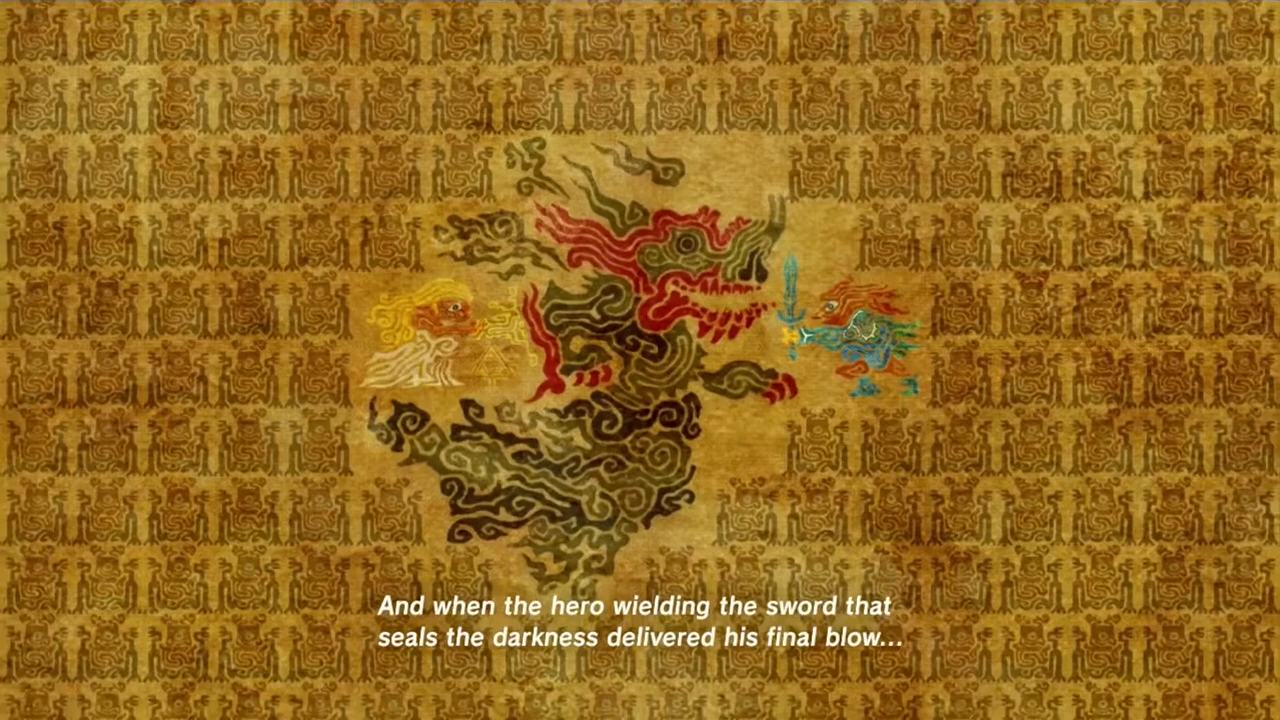 And when the hero wielding the sword that
seals the darkness delivered his final blow...